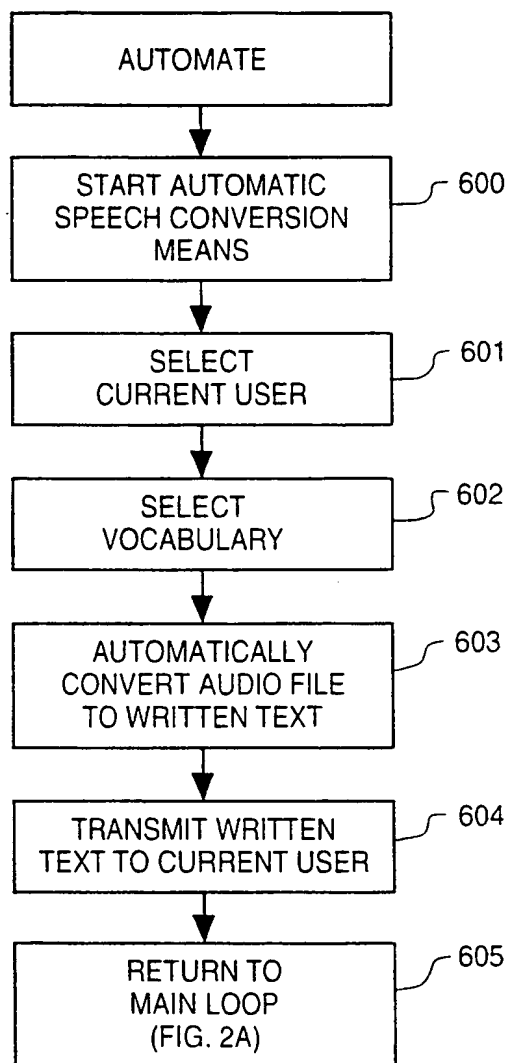 AUTOMATE
START AUTOMATIC
SPEECH CONVERSION
MEANS
600
SELECT
CURRENT USER
601
SELECT
VOCABULARY
602
AUTOMATICALLY
CONVERT AUDIO FILE
TO WRITTEN TEXT
603
TRANSMIT WRITTEN
TEXT TO CURRENT USER
604
RETURN TO
MAIN LOOP
(FIG. 2A)
605